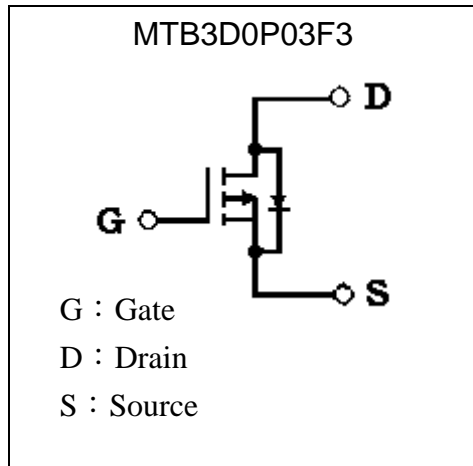 MTB3D0P03F3
D
G
S
G：Gate
D：Drain
S：Source